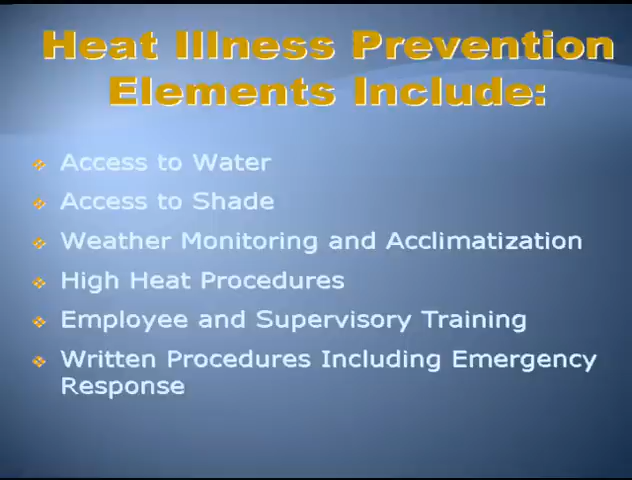 Heat Illness Prevention
Elements Include:
Access to Water
Access to Shade
Weather Monitoring and Acclimatization
High Heat Procedures
Employee and Supervisory Training
Written Procedures Including Emergency
Response